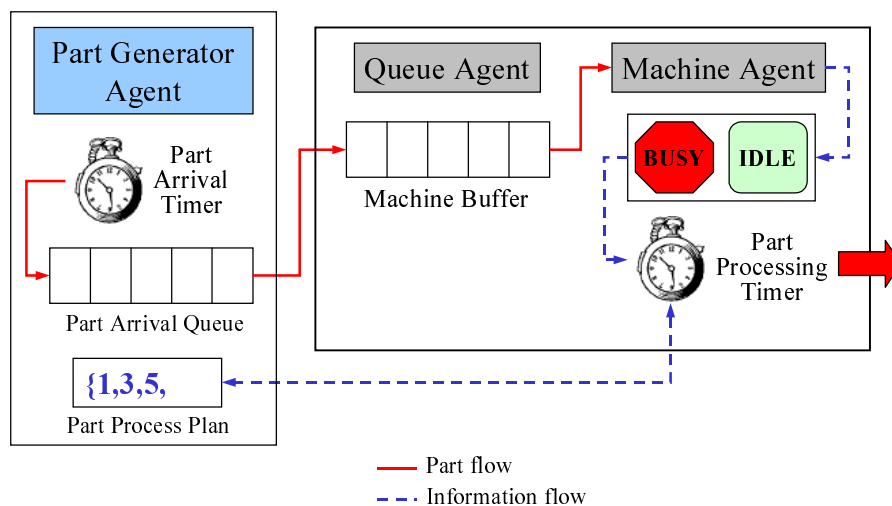 Part Generator
Agent
Part
Arrival
Timer
Part Arrival Queue
{1,3,5,
Part Process Plan
Queue Agent
Machine Agent
Machine Buffer
BUSY
IDLE
Part
Processing
Timer
Part flow
Information flow